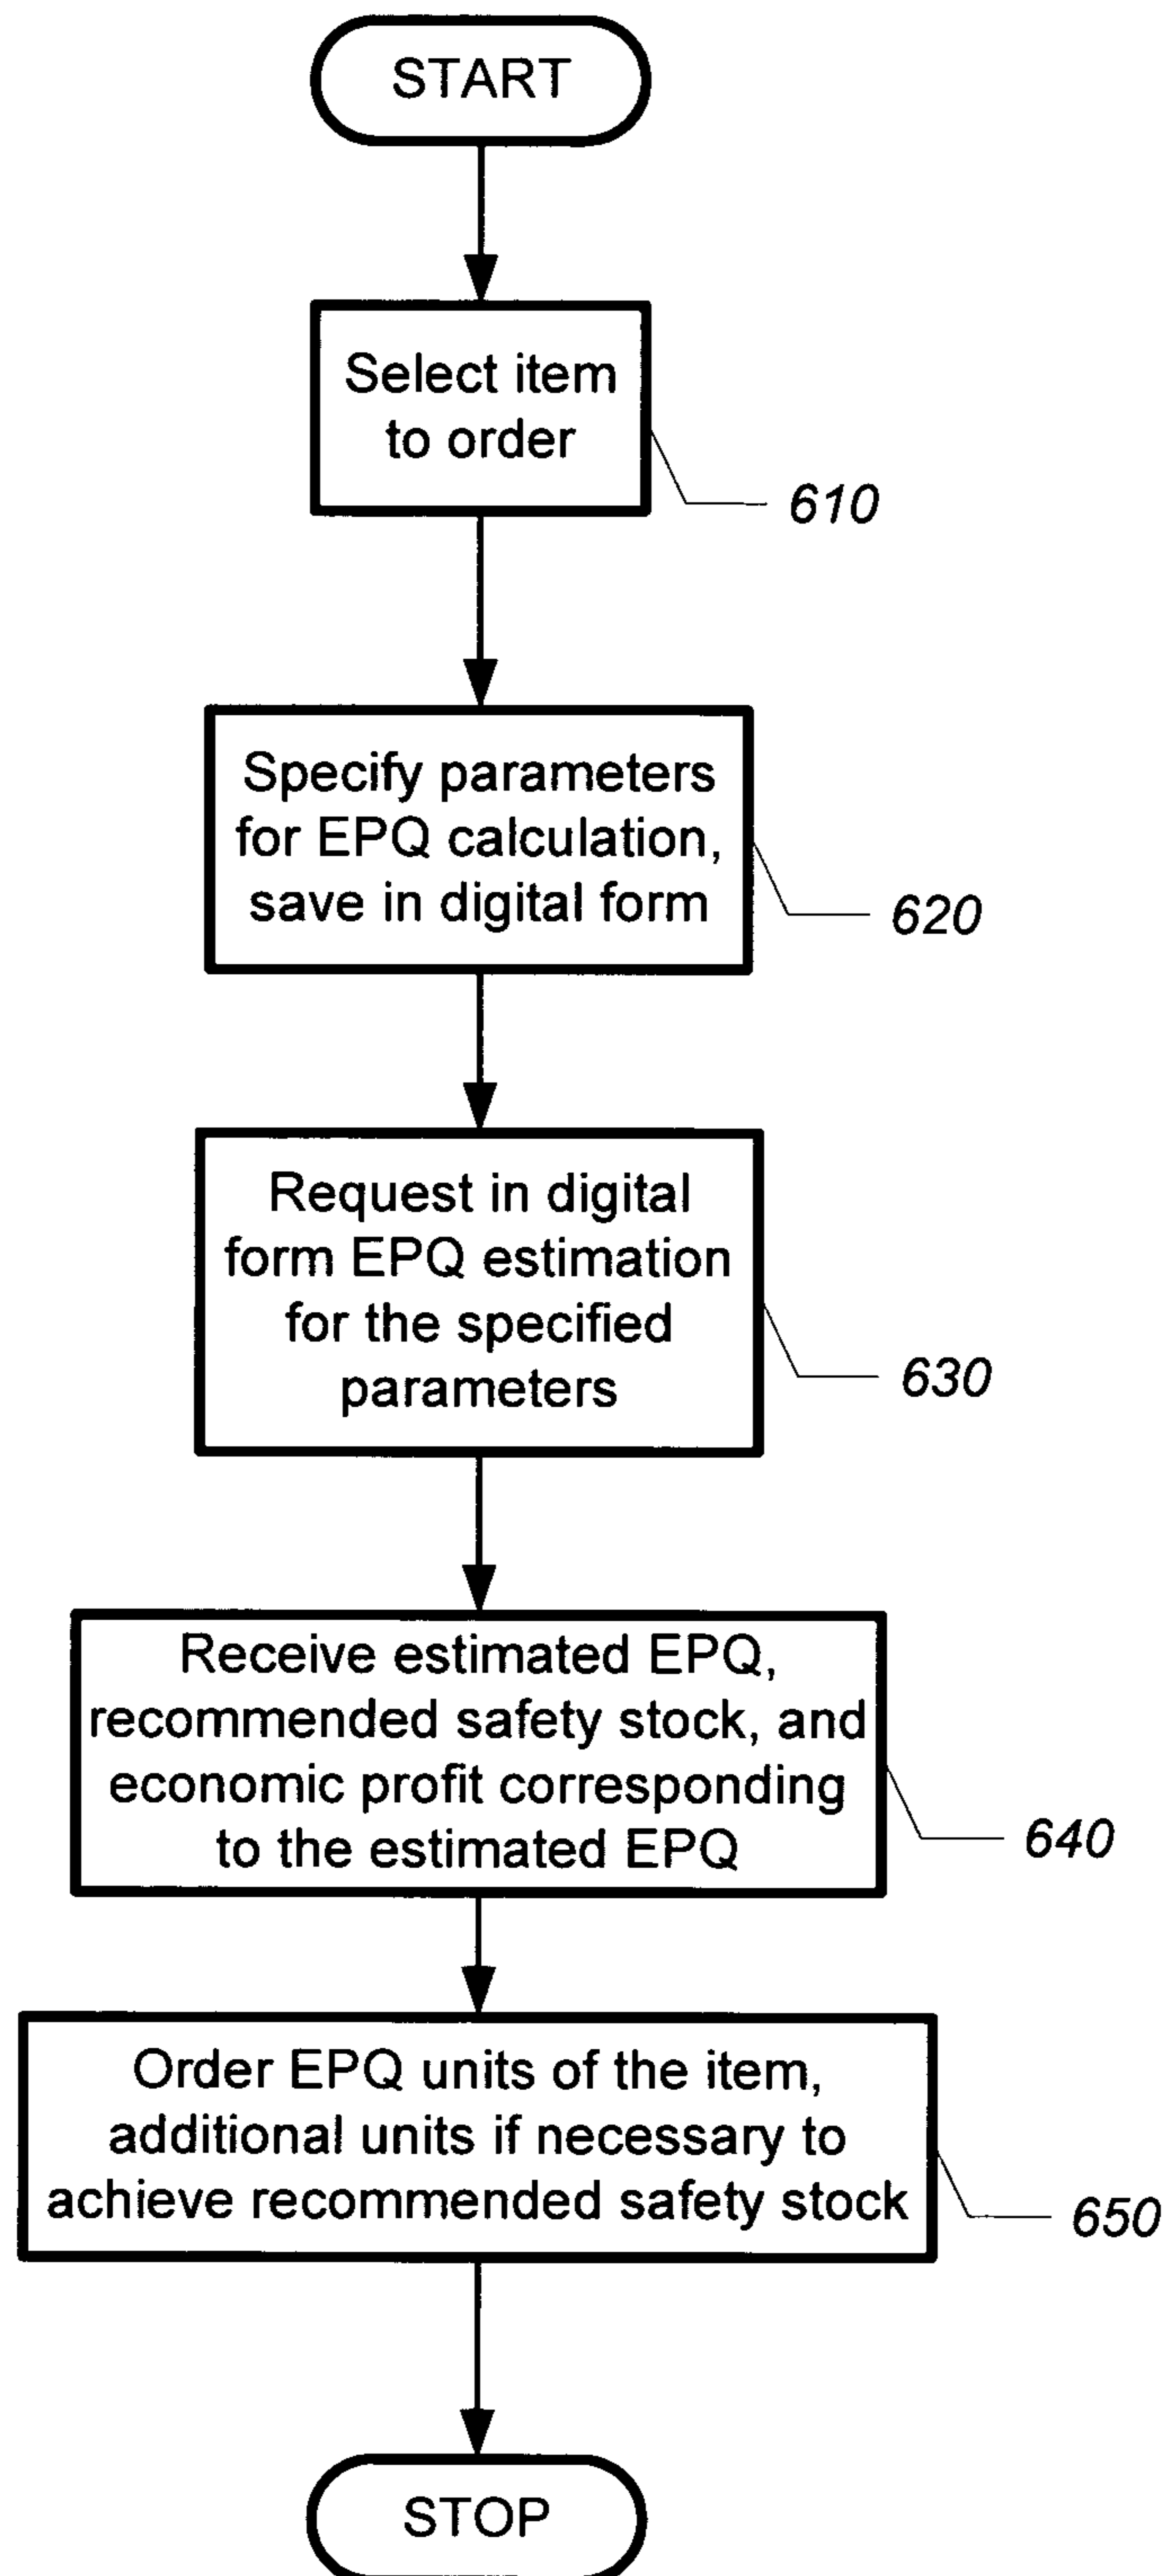 START
Select item
to order
610
Specify parameters
for EPQ calculation,
save in digital form
620
Request in digital
form EPQ estimation
for the specified
parameters
630
Receive estimated EPQ,
recommended safety stock, and
economic profit corresponding
to the estimated EPQ
640
Order EPQ units of the item,
additional units if necessary to
achieve recommended safety stock
650
STOP